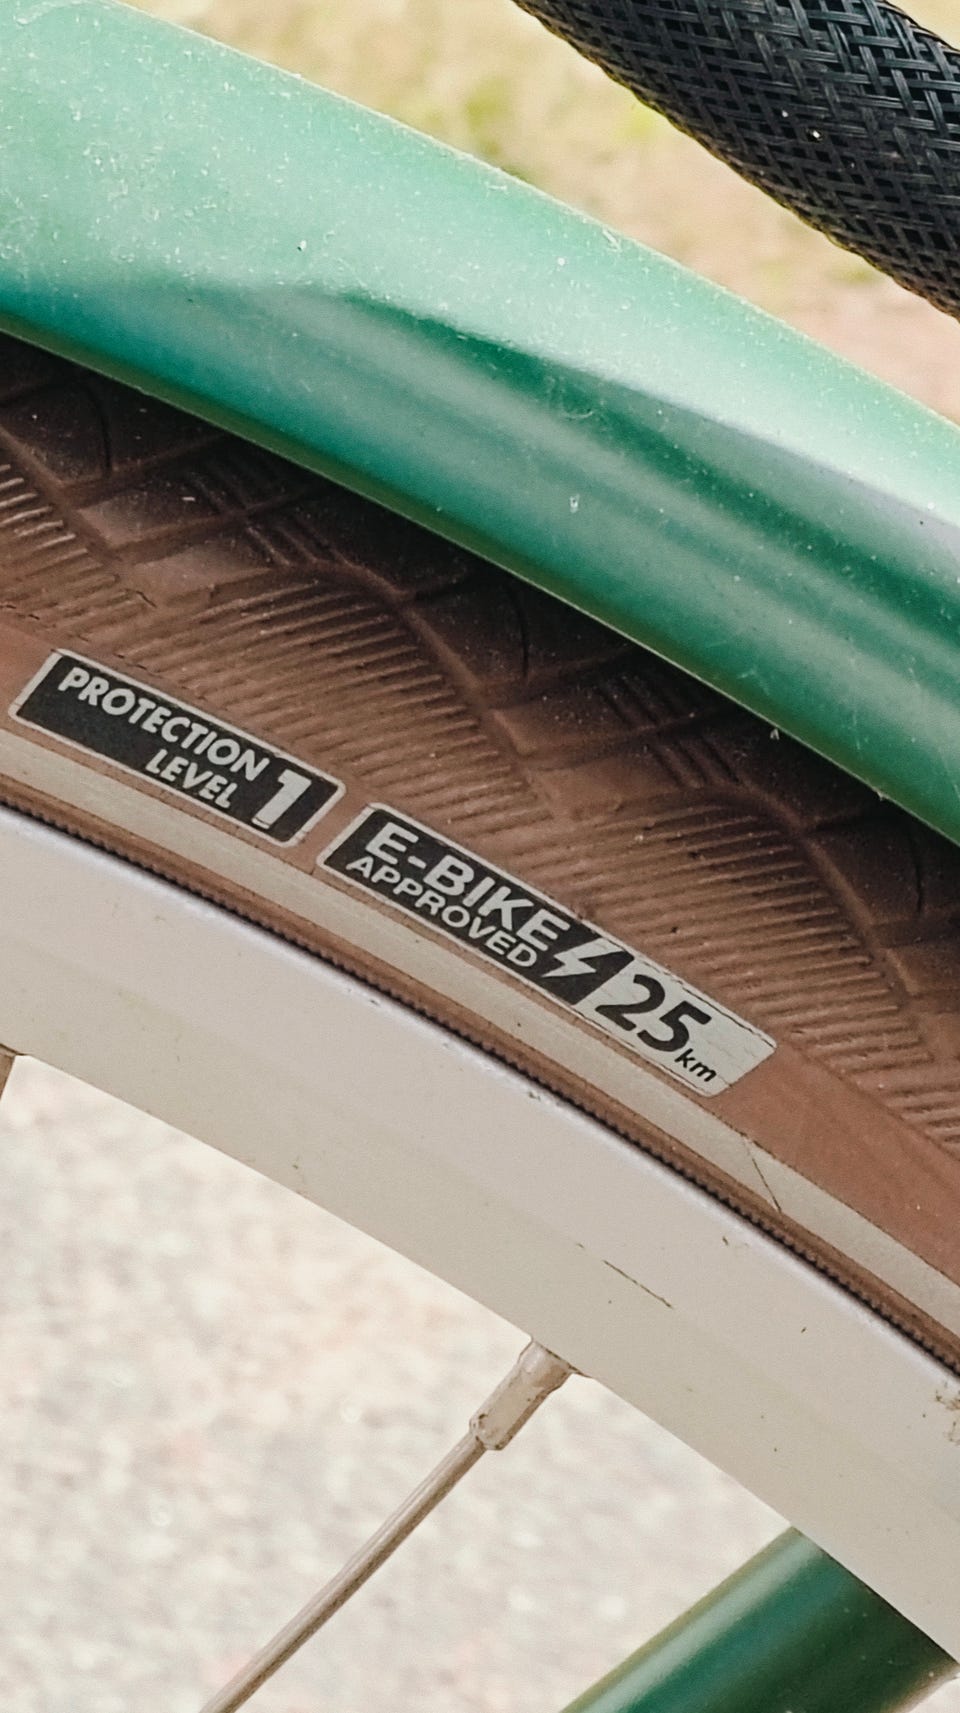 PROTECTION
LEVEL 1
E-BIKE
APPROVED
25 km